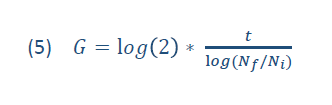 (5) G = log(2) * t / log(N_f/N_i)